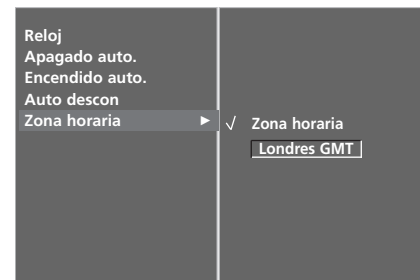 Reloj
Apagado auto.
Encendido auto.
Auto descon
Zona horaria
Zona horaria
Londres GMT